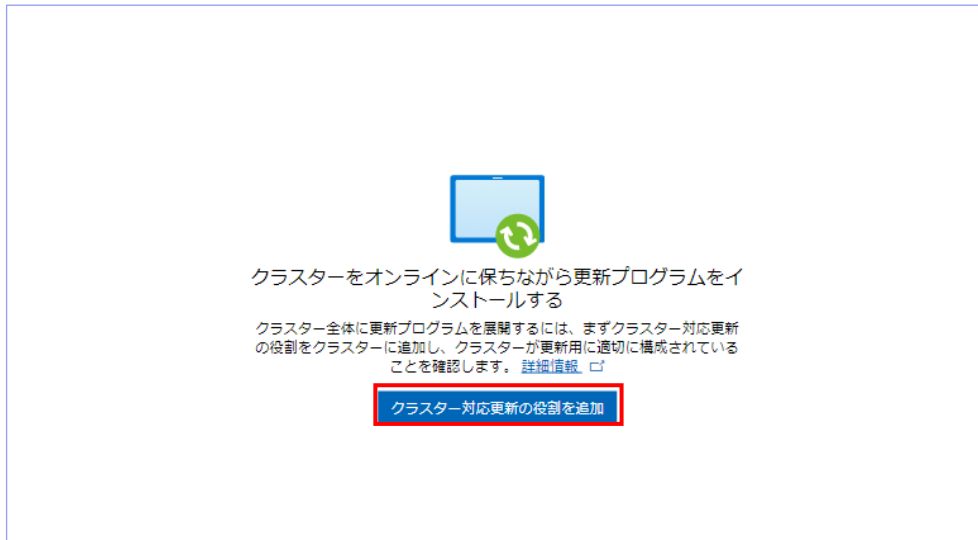 クラスターをオンラインに保ちながら更新プログラムをイ
ンストールする
クラスター全体に更新プログラムを展開するには、まずクラスター対応更新
の役割をクラスターに追加し、クラスターが更新用に適切に構成されている
ことを確認します。 詳細情報
クラスター対応更新の役割を追加